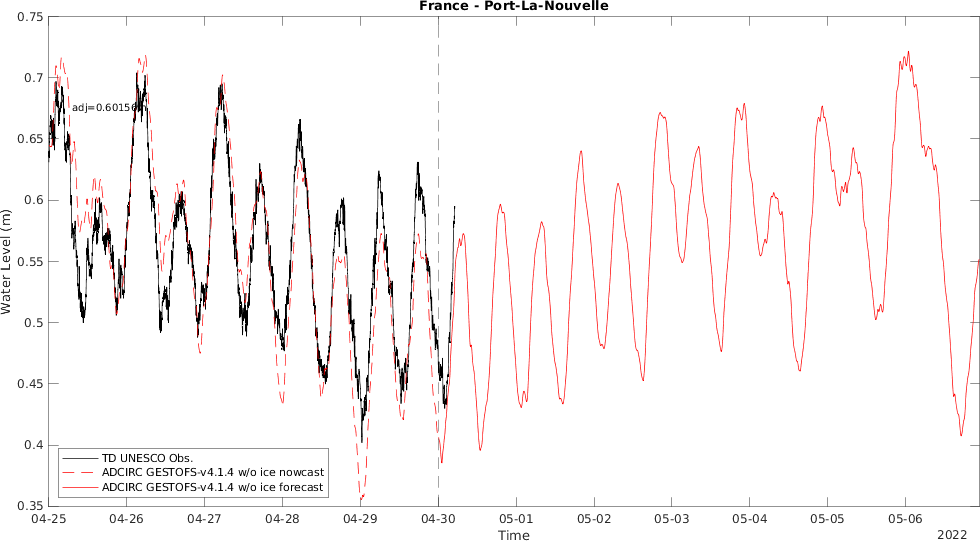 France - Port-La-Nouvelle
0.75
0.7
0.65
0.6
0.55
0.5
0.45
0.4
0.35
Water Level (m)
adj=0.60156
TD UNESCO Obs.
ADCIRC GESTOFS-v4.1.4 w/o ice nowcast
ADCIRC GESTOFS-v4.1.4 w/o ice forecast
04-25 04-26 04-27 04-28 04-29 04-30 05-01 05-02 05-03 05-04 05-05 05-06
Time
2022